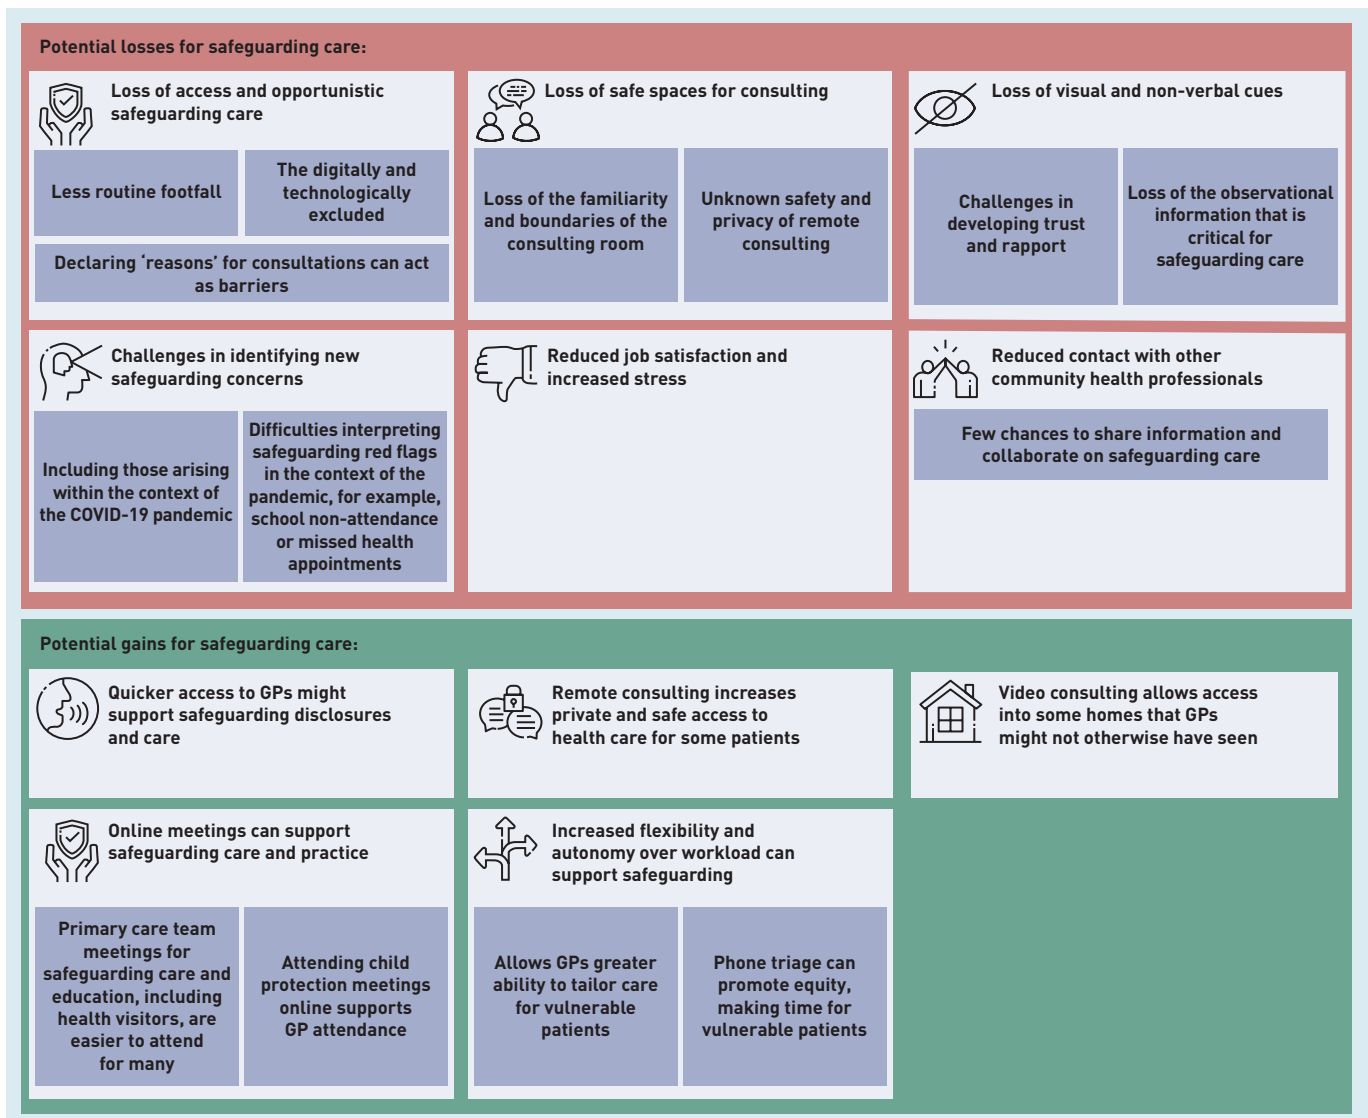 Potential losses for safeguarding care:
Loss of access and opportunistic
safeguarding care
Less routine footfall
The digitally and
technologically
excluded
Declaring ‘reasons’ for consultations can act
as barriers
Loss of safe spaces for consulting
Loss of the familiarity
and boundaries of the
consulting room
Unknown safety and
privacy of remote
consulting
Loss of visual and non-verbal cues
Challenges in
developing trust
and rapport
Loss of the observational
information that is
critical for
safeguarding care
Challenges in identifying new
safeguarding concerns
Including those arising
within the context of
the COVID-19 pandemic
Difficulties interpreting
safeguarding red flags
in the context of the
pandemic, for example,
school non-attendance
or missed health
appointments
Reduced job satisfaction and
increased stress
Reduced contact with other
community health professionals
Few chances to share information and
collaborate on safeguarding care
Potential gains for safeguarding care:
Quicker access to GPs might
support safeguarding disclosures
and care
Remote consulting increases
private and safe access to
health care for some patients
Video consulting allows access
into some homes that GPs
might not otherwise have seen
Online meetings can support
safeguarding care and practice
Primary care team
meetings for
safeguarding care and
education, including
health visitors, are
easier to attend
for many
Attending child
protection meetings
online supports
GP attendance
Increased flexibility and
autonomy over workload can
support safeguarding
Allows GPs greater
ability to tailor care
for vulnerable
patients
Phone triage can
promote equity,
making time for
vulnerable patients